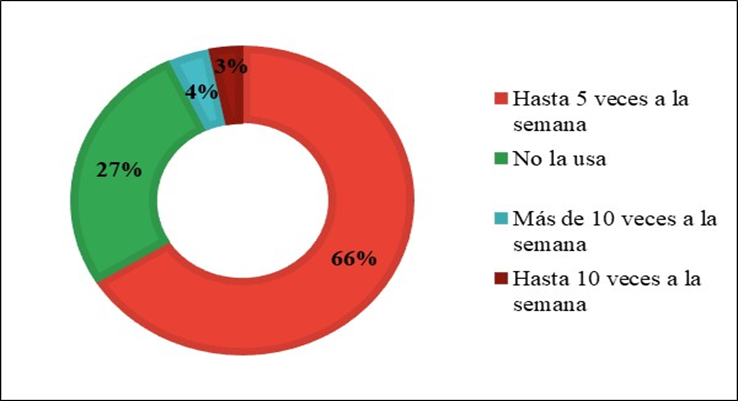 3%
4%
27%
66%
Hasta 5 veces a la
semana
No la usa
Más de 10 veces a la
semana
Hasta 10 veces a la
semana